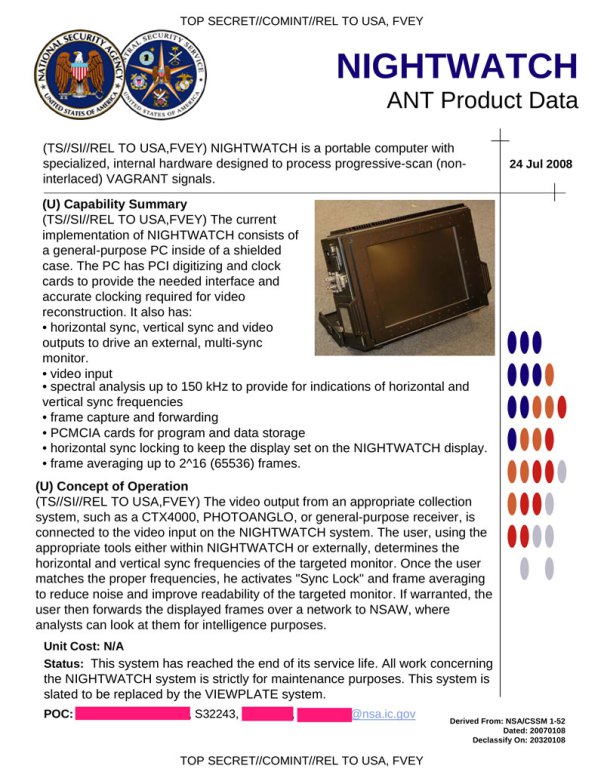 TOP SECRET//COMINT//REL TO USA, FVEY
NATIONAL SECURITY AGENCY
UNITED STATES OF AMERICA
CENTRAL SECURITY SERVICE
UNITED STATES OF AMERICA
NIGHTWATCH
ANT Product Data
(TS//SI//REL TO USA,FVEY) NIGHTWATCH is a portable computer with
specialized, internal hardware designed to process progressive-scan (non-
interlaced) VAGRANT signals.
24 Jul 2008
(U) Capability Summary
(TS//SI//REL TO USA,FVEY) The current
implementation of NIGHTWATCH consists of
a general-purpose PC inside of a shielded
case. The PC has PCI digitizing and clock
cards to provide the needed interface and
accurate clocking required for video
reconstruction. It also has:
• horizontal sync, vertical sync and video
outputs to drive an external, multi-sync
monitor.
• video input
• spectral analysis up to 150 kHz to provide for indications of horizontal and
vertical sync frequencies
• frame capture and forwarding
• PCMCIA cards for program and data storage
• horizontal sync locking to keep the display set on the NIGHTWATCH display.
• frame averaging up to 2^16 (65536) frames.
(U) Concept of Operation
(TS//SI//REL TO USA,FVEY) The video output from an appropriate collection
system, such as a CTX4000, PHOTOANGLO, or general-purpose receiver, is
connected to the video input on the NIGHTWATCH system. The user, using the
appropriate tools either within NIGHTWATCH or externally, determines the
horizontal and vertical sync frequencies of the targeted monitor. Once the user
matches the proper frequencies, he activates "Sync Lock" and frame averaging
to reduce noise and improve readability of the targeted monitor. If warranted, the
user then forwards the displayed frames over a network to NSAW, where
analysts can look at them for intelligence purposes.
Unit Cost: N/A
Status: This system has reached the end of its service life. All work concerning
the NIGHTWATCH system is strictly for maintenance purposes. This system is
slated to be replaced by the VIEWPLATE system.
POC: , S32243, , @nsa.ic.gov
Derived From: NSA/CSSM 1-52
Dated: 20070108
Declassify On: 20320108
TOP SECRET//COMINT//REL TO USA, FVEY